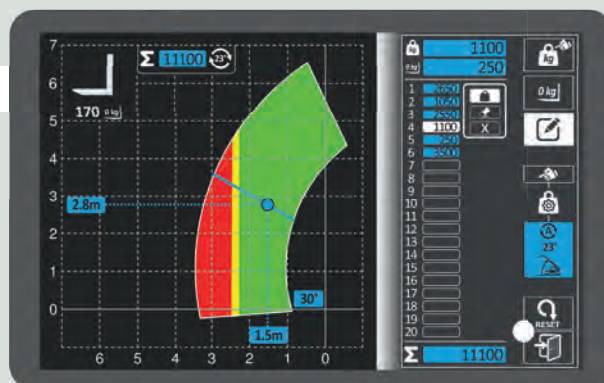 7
6
5
4
3
2
1
0
6 5 4 3 2 1 0
170 0 kg
Σ 11100 23°
2.8m
30°
1.5m
kg 1100
0 kg 250
1 2650
2 1050
3 2550
4 1100
5 250
6 3500
7
8
9
10
11
12
13
14
15
16
17
18
19
20
Σ 11100
X
kg
0 kg
A
23°
RESET